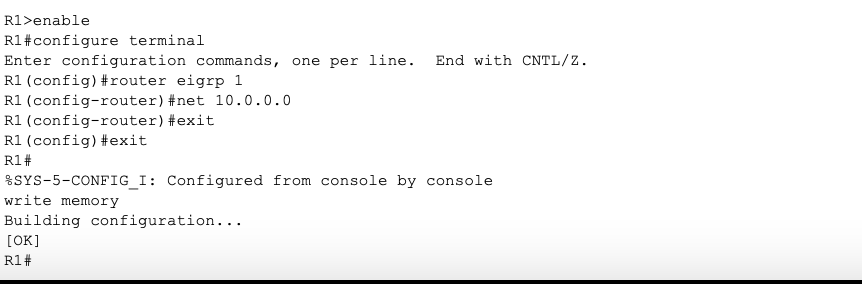 R1>enable
R1#configure terminal
Enter configuration commands, one per line.  End with CNTL/Z.
R1(config)#router eigrp 1
R1(config-router)#net 10.0.0.0
R1(config-router)#exit
R1(config)#exit
R1#
%SYS-5-CONFIG_I: Configured from console by console
write memory
Building configuration...
[OK]
R1#